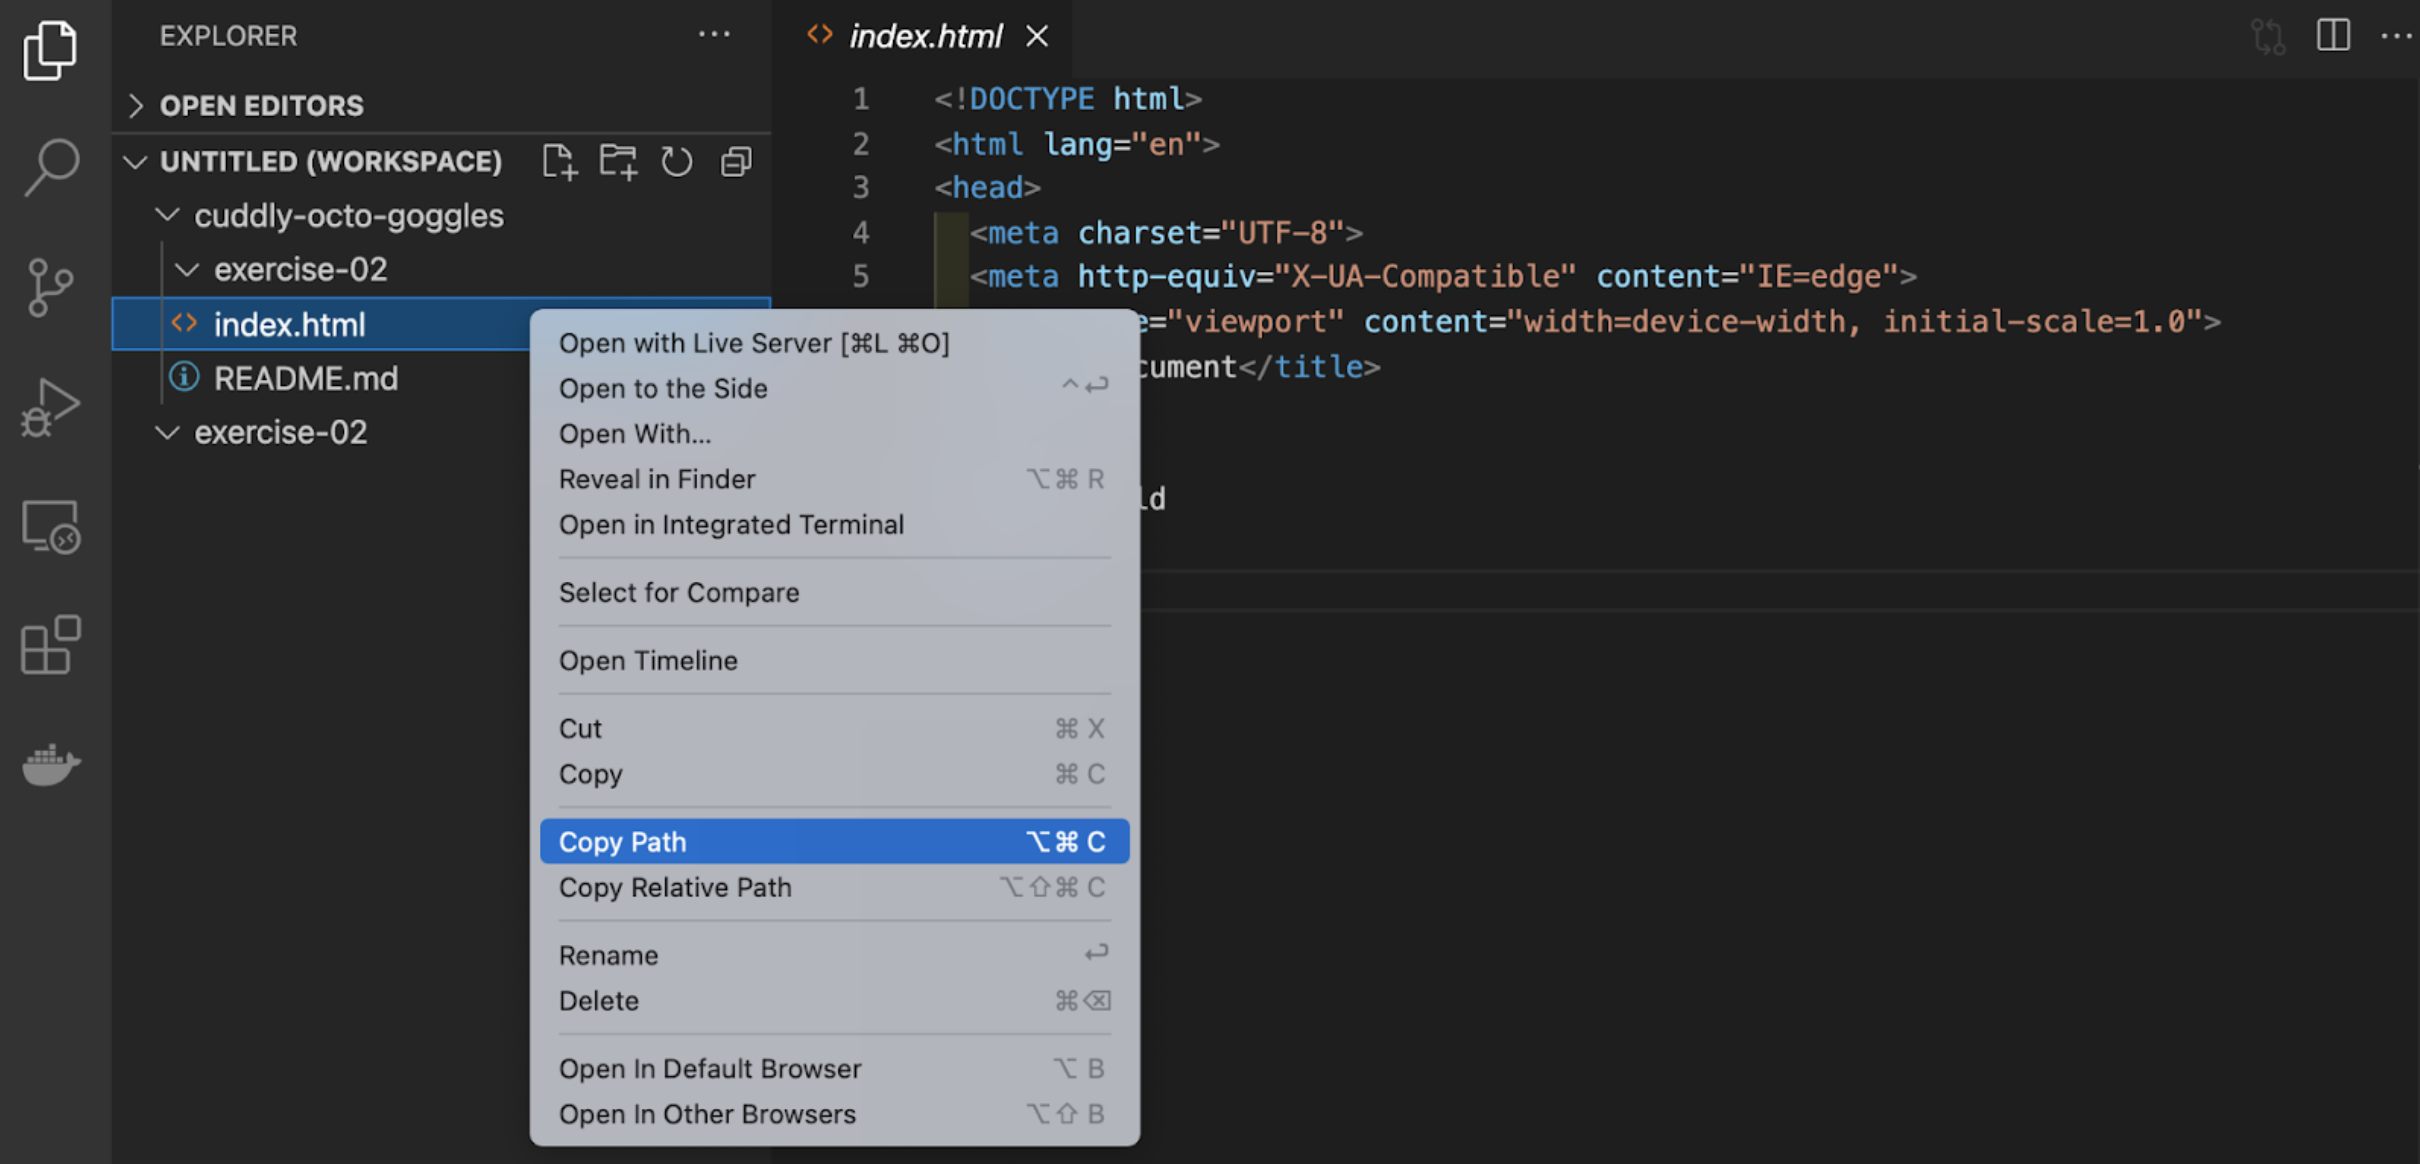 EXPLORER
OPEN EDITORS
UNTITLED (WORKSPACE)
cuddly-octo-goggles
exercise-02
index.html
README.md
exercise-02
index.html
1 <!DOCTYPE html>
2 <html lang="en">
3 <head>
4 <meta charset="UTF-8">
5 <meta http-equiv="X-UA-Compatible" content="IE=edge">
e="viewport" content="width=device-width, initial-scale=1.0">
cument</title>
ld
Open with Live Server [⌘L ⌘O]
Open to the Side ^↩
Open With...
Reveal in Finder ⌥⌘ R
Open in Integrated Terminal
Select for Compare
Open Timeline
Cut ⌘ X
Copy ⌘ C
Copy Path ⌥⌘ C
Copy Relative Path ⌥⇧⌘ C
Rename ↩
Delete ⌘⌫
Open In Default Browser ⌥ B
Open In Other Browsers ⌥⇧ B